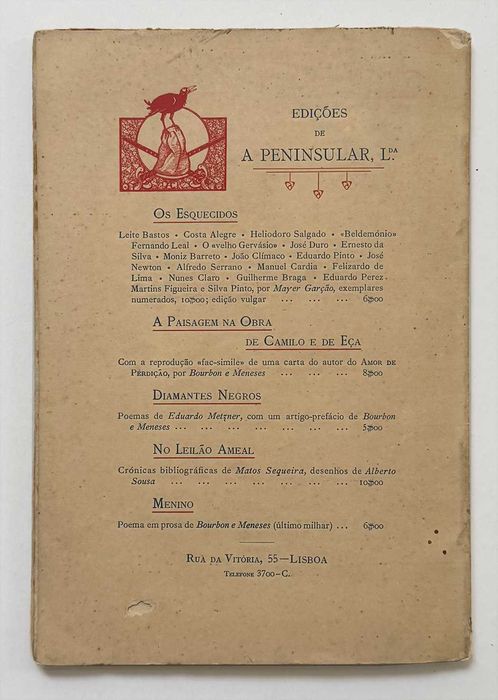 EDIÇÕES
DE
A PENINSULAR, L.DA
OS ESQUECIDOS
Leite Bastos • Costa Alegre • Heliodoro Salgado • «Beldemónio»
Fernando Leal • O «velho Gervásio» • José Duro • Ernesto da
Silva • Moniz Barreto • João Clímaco • Eduardo Pinto • José
Newton • Alfredo Serrano • Manuel Cardia • Felizardo de
Lima • Nunes Claro • Guilherme Braga • Eduardo Perez
Martins Figueira e Silva Pinto, por Mayer Garção, exemplares
numerados, 10$00; edição vulgar ... ... ... 6$00
A PAISAGEM NA OBRA
DE CAMILO E DE EÇA
Com a reprodução «fac-simile» de uma carta do autor do AMOR DE
PERDIÇÃO, por Bourbon e Meneses ... ... ... 8$00
DIAMANTES NEGROS
Poemas de Eduardo Metzner, com um artigo-prefácio de Bourbon
e Meneses ... ... ... ... ... ... ... 5$00
NO LEILÃO AMEAL
Crónicas bibliográficas de Matos Sequeira, desenhos de Alberto
Sousa ... ... ... ... ... ... ... 10$00
MENINO
Poema em prosa de Bourbon e Meneses (último milhar) ... 6$00
RUA DA VITÓRIA, 55—LISBOA
TELEFONE 3700-C.